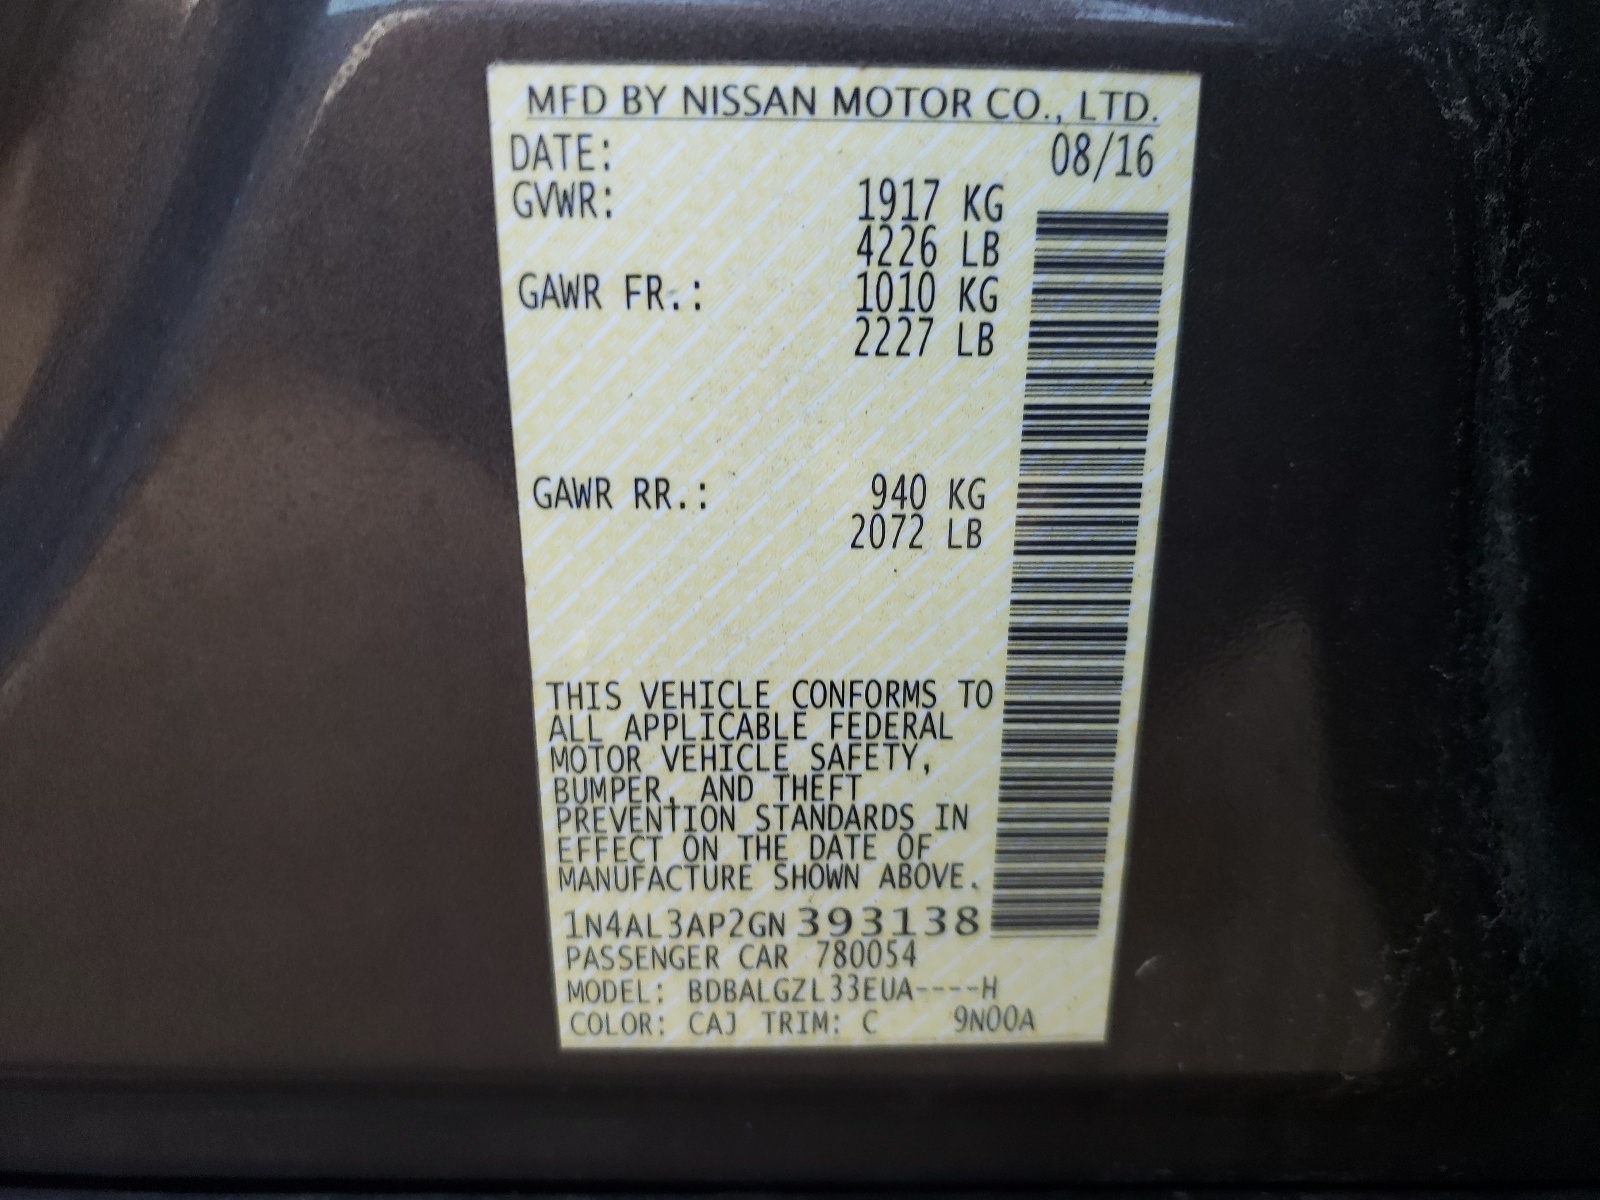 MFD BY NISSAN MOTOR CO., LTD.
DATE: 08/16
GVWR: 1917 KG
4226 LB
GAWR FR.: 1010 KG
2227 LB
GAWR RR.: 940 KG
2072 LB
THIS VEHICLE CONFORMS TO
ALL APPLICABLE FEDERAL
MOTOR VEHICLE SAFETY,
BUMPER, AND THEFT
PREVENTION STANDARDS IN
EFFECT ON THE DATE OF
MANUFACTURE SHOWN ABOVE.
1N4AL3AP2GN393138
PASSENGER CAR 780054
MODEL: BDBALGZL33EUA----H
COLOR: CAJ TRIM: C 9N00A